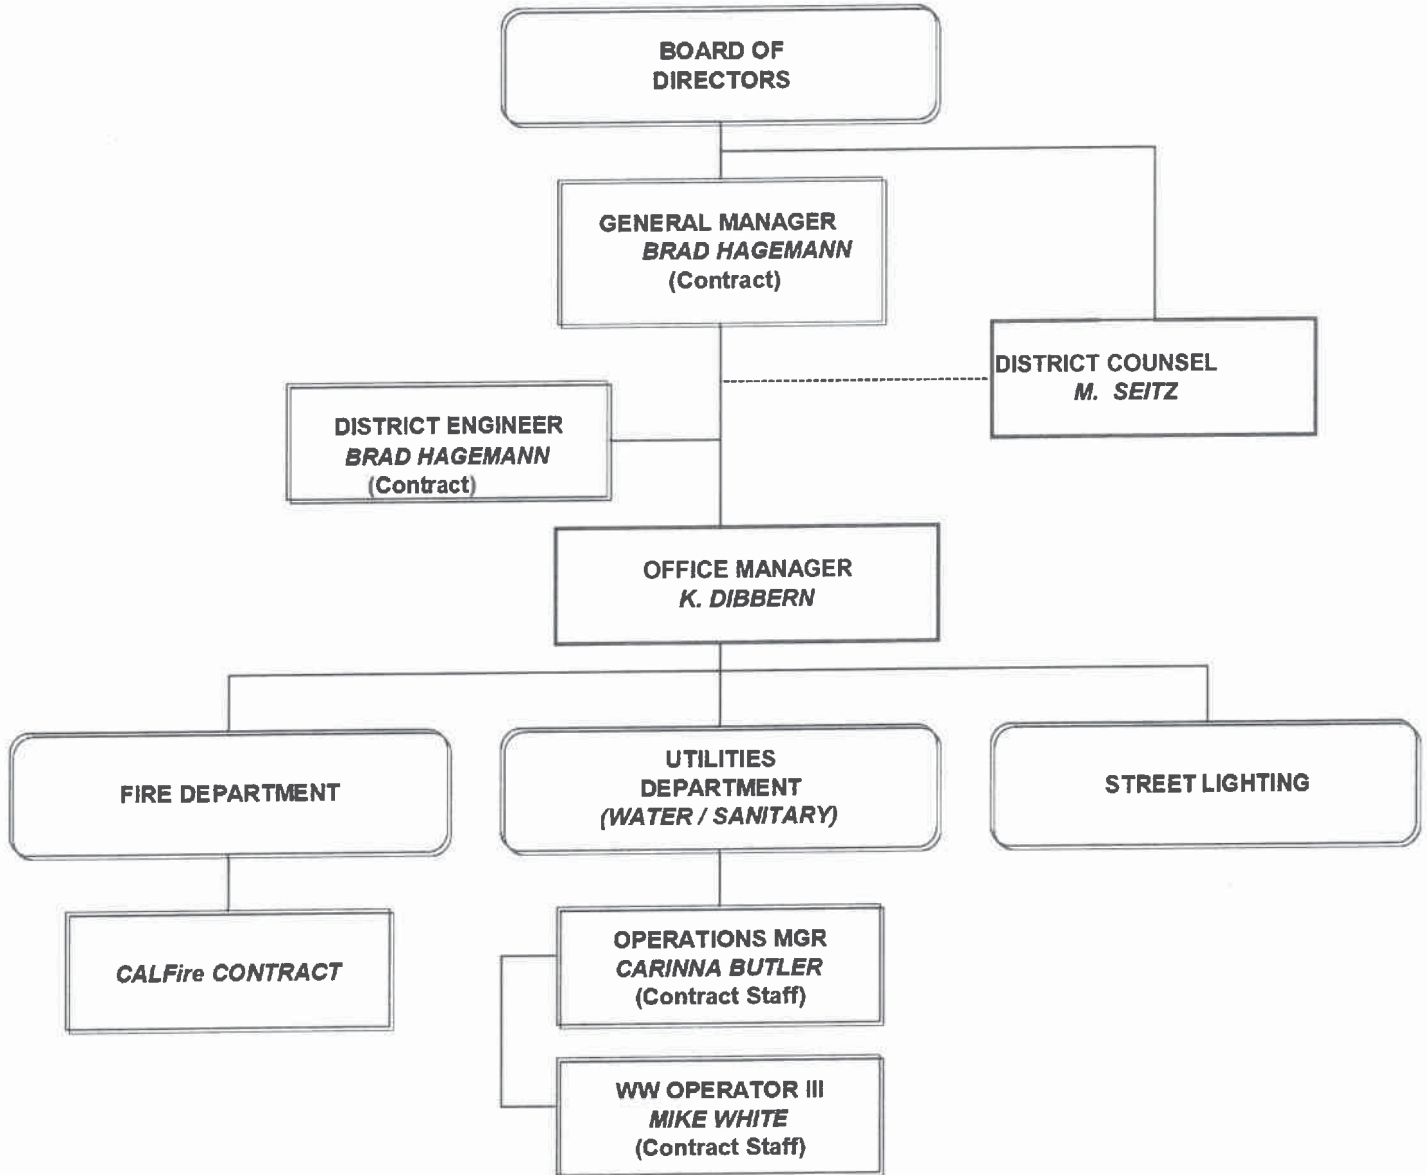 BOARD OF
DIRECTORS
GENERAL MANAGER
BRAD HAGEMANN
(Contract)
DISTRICT COUNSEL
M. SEITZ
DISTRICT ENGINEER
BRAD HAGEMANN
(Contract)
OFFICE MANAGER
K. DIBBERN
FIRE DEPARTMENT
UTILITIES
DEPARTMENT
(WATER / SANITARY)
STREET LIGHTING
CALFire CONTRACT
OPERATIONS MGR
CARINNA BUTLER
(Contract Staff)
WW OPERATOR III
MIKE WHITE
(Contract Staff)